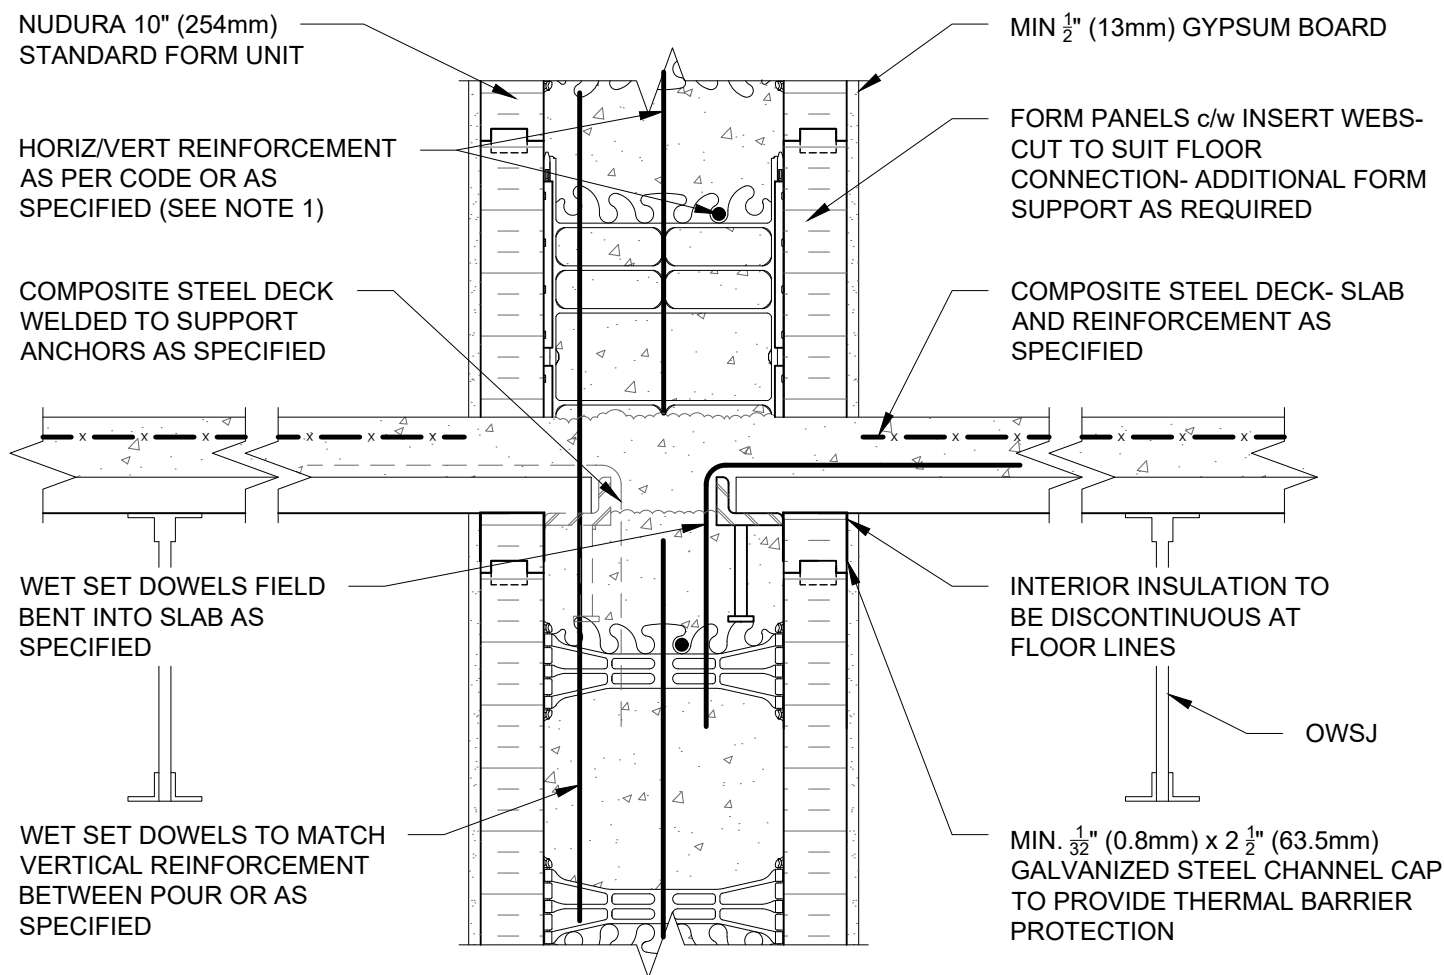 NUDURA 10" (254mm)
STANDARD FORM UNIT
HORIZ/VERT REINFORCEMENT
AS PER CODE OR AS
SPECIFIED (SEE NOTE 1)
COMPOSITE STEEL DECK
WELDED TO SUPPORT
ANCHORS AS SPECIFIED
WET SET DOWELS FIELD
BENT INTO SLAB AS
SPECIFIED
WET SET DOWELS TO MATCH
VERTICAL REINFORCEMENT
BETWEEN POUR OR AS
SPECIFIED
MIN 1/2" (13mm) GYPSUM BOARD
FORM PANELS c/w INSERT WEBS-
CUT TO SUIT FLOOR
CONNECTION- ADDITIONAL FORM
SUPPORT AS REQUIRED
COMPOSITE STEEL DECK- SLAB
AND REINFORCEMENT AS
SPECIFIED
INTERIOR INSULATION TO
BE DISCONTINUOUS AT
FLOOR LINES
OWSJ
MIN. 1/32" (0.8mm) x 2 1/2" (63.5mm)
GALVANIZED STEEL CHANNEL CAP
TO PROVIDE THERMAL BARRIER
PROTECTION